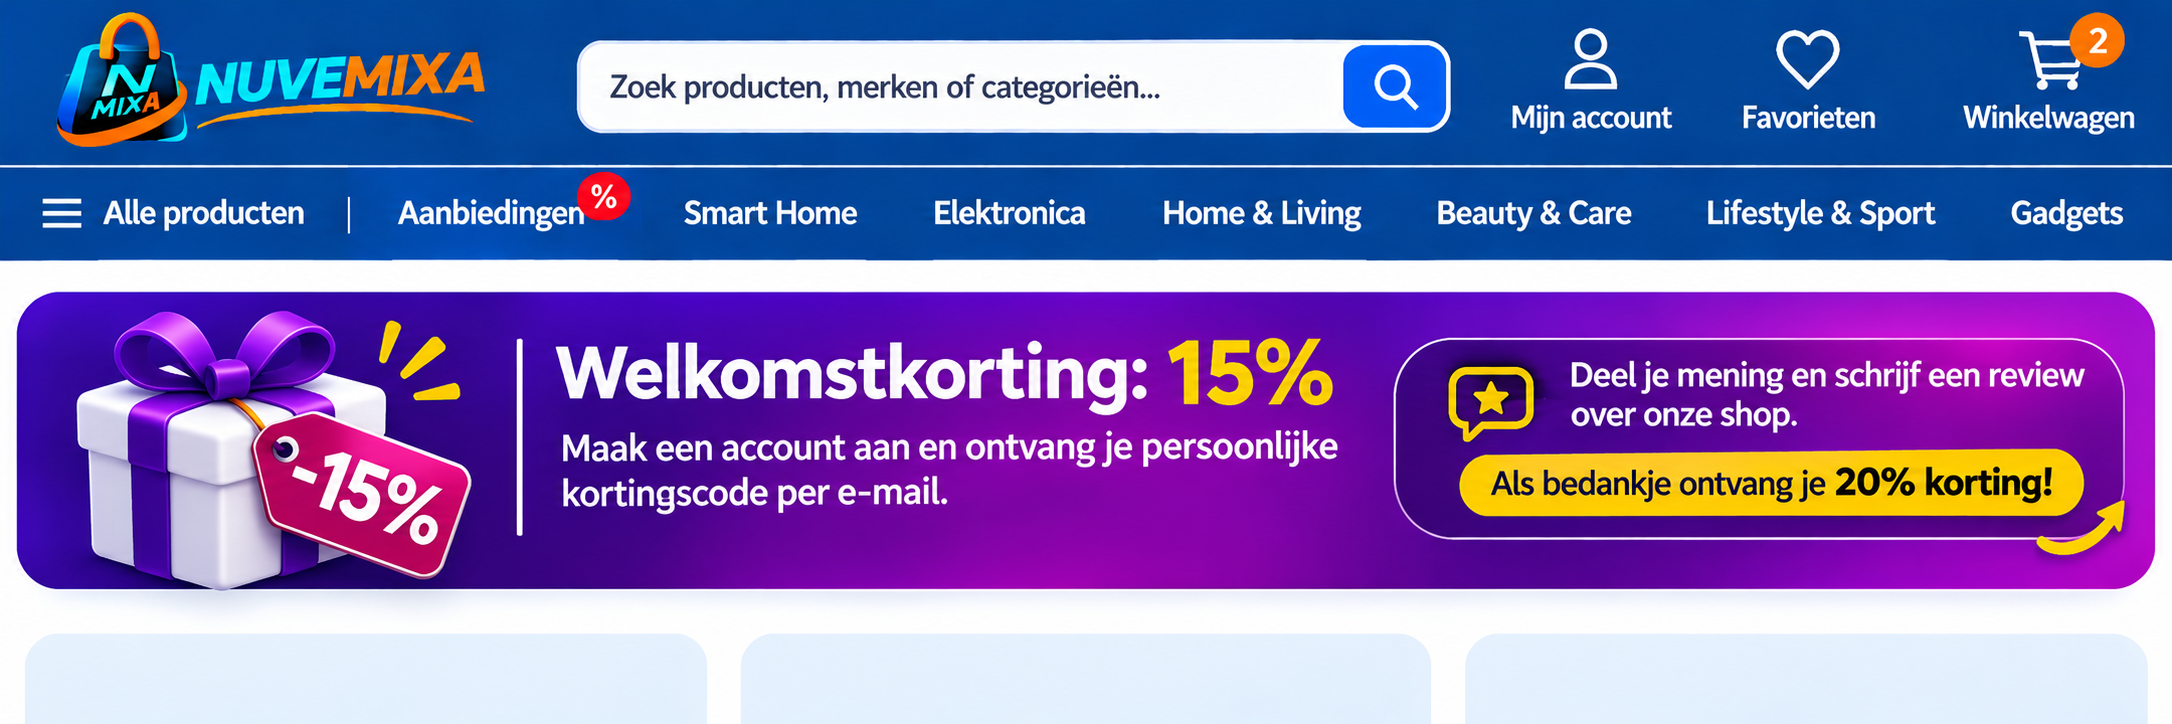 N
MIXA
NUVEMIXA
Zoek producten, merken of categorieën...
Mijn account
Favorieten
2
Winkelwagen
Alle producten
Aanbiedingen
%
Smart Home
Elektronica
Home & Living
Beauty & Care
Lifestyle & Sport
Gadgets
-15%
Welkomstkorting: 15%
Maak een account aan en ontvang je persoonlijke
kortingscode per e-mail.
Deel je mening en schrijf een review
over onze shop.
Als bedankje ontvang je 20% korting!